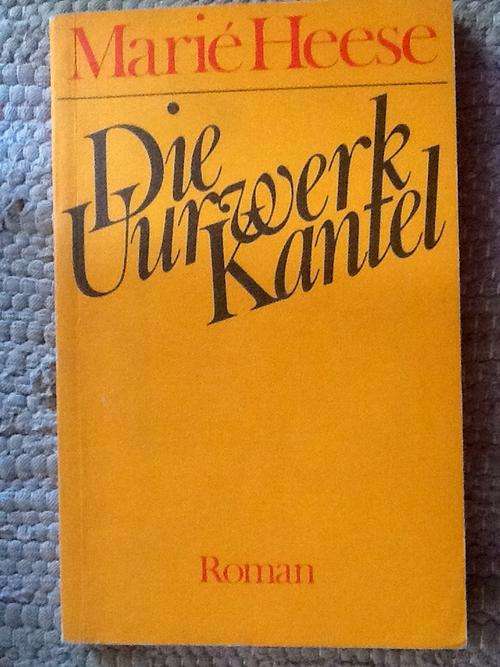 Marié Heese
Die
Uurwerk
Kantel
Roman